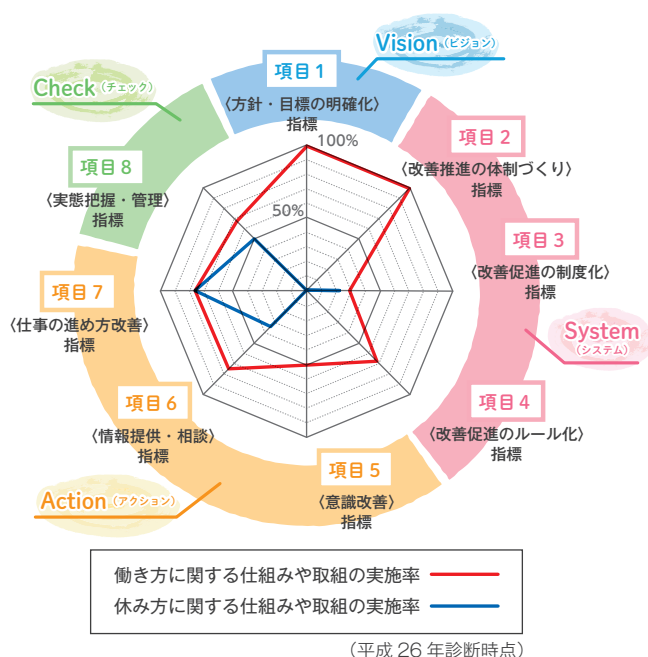 Vision(ビジョン)
項目1
〈方針・目標の明確化〉
指標
Check(チェック)
項目8
〈実態把握・管理〉
指標
項目2
〈改善推進の体制づくり〉
指標
100%
50%
項目3
〈改善促進の制度化〉
指標
項目7
〈仕事の進め方改善〉
指標
System
(システム)
項目4
〈改善促進のルール化〉
指標
項目6
〈情報提供・相談〉
指標
項目5
〈意識改善〉
指標
Action(アクション)
働き方に関する仕組みや取組の実施率
休み方に関する仕組みや取組の実施率
(平成26年診断時点)